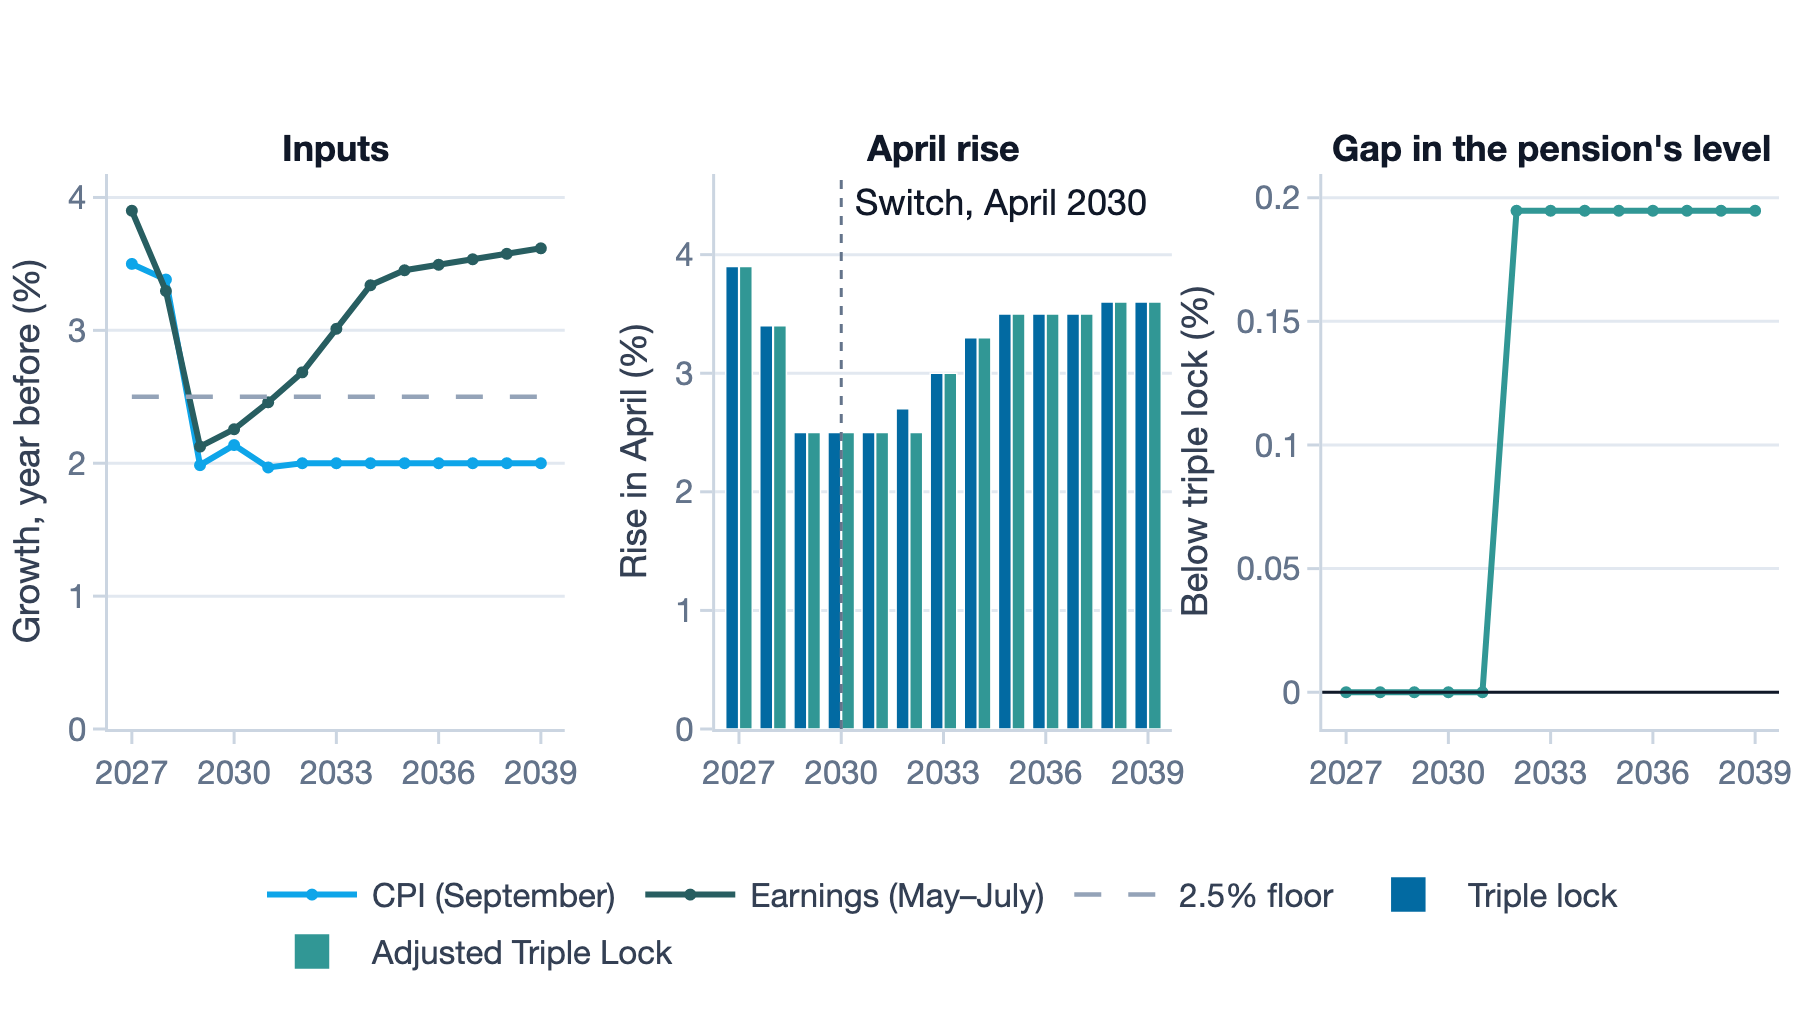 Inputs
Growth, year before (%)
4
3
2
1
0
2027 2030 2033 2036 2039
April rise
Switch, April 2030
Rise in April (%)
4
3
2
1
0
2027 2030 2033 2036 2039
Gap in the pension's level
Below triple lock (%)
0.2
0.15
0.1
0.05
0
2027 2030 2033 2036 2039
CPI (September) Earnings (May–July) 2.5% floor Triple lock
Adjusted Triple Lock